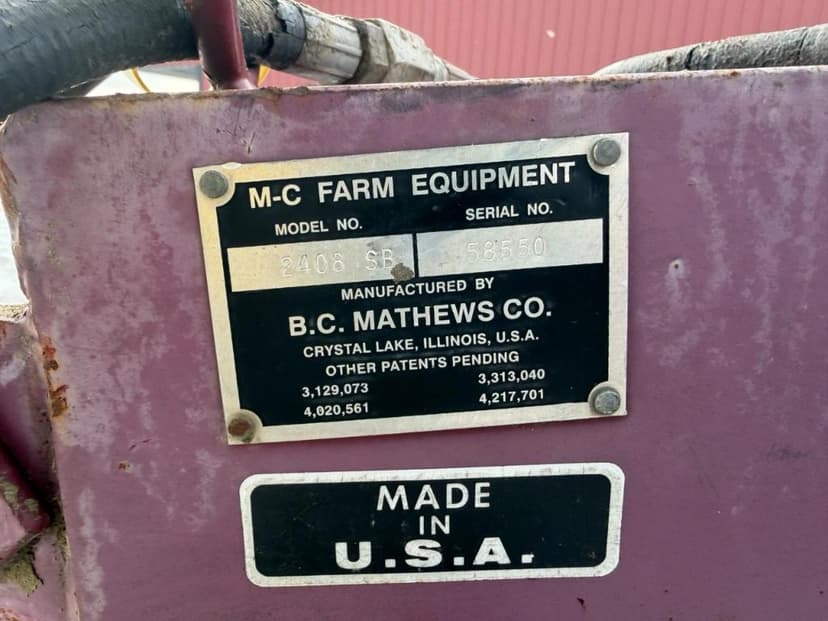 M-C FARM EQUIPMENT
MODEL NO. SERIAL NO.
2408 SB 58550
MANUFACTURED BY
B.C. MATHEWS CO.
CRYSTAL LAKE, ILLINOIS, U.S.A.
OTHER PATENTS PENDING
3,129,073 3,313,040
4,020,561 4,217,701
MADE
IN
U.S.A.